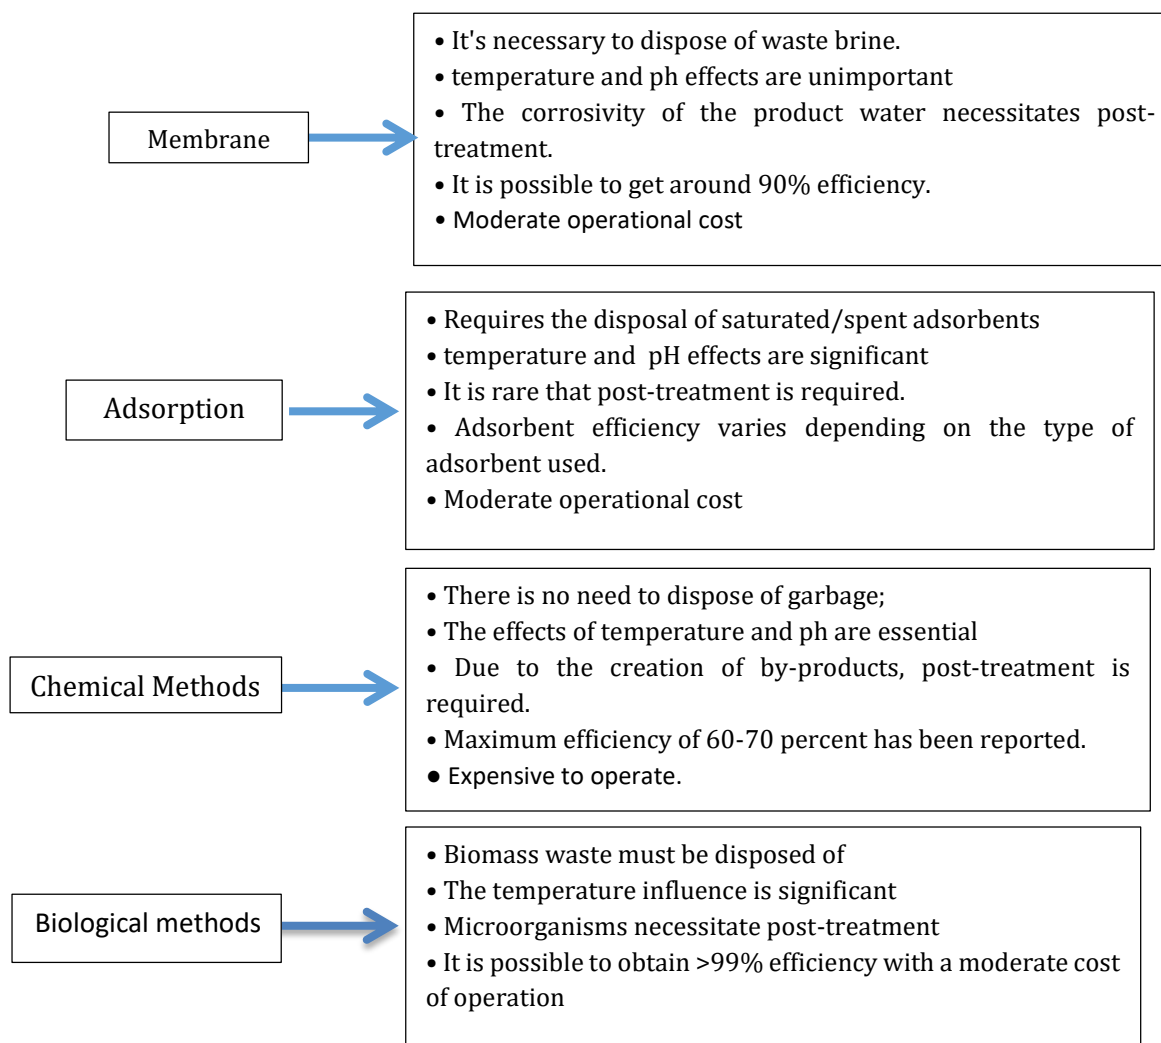 Membrane
• It's necessary to dispose of waste brine.
• temperature and ph effects are unimportant
• The corrosivity of the product water necessitates post-
treatment.
• It is possible to get around 90% efficiency.
• Moderate operational cost
Adsorption
• Requires the disposal of saturated/spent adsorbents
• temperature and pH effects are significant
• It is rare that post-treatment is required.
• Adsorbent efficiency varies depending on the type of
adsorbent used.
• Moderate operational cost
Chemical Methods
• There is no need to dispose of garbage;
• The effects of temperature and ph are essential
• Due to the creation of by-products, post-treatment is
required.
• Maximum efficiency of 60-70 percent has been reported.
● Expensive to operate.
Biological methods
• Biomass waste must be disposed of
• The temperature influence is significant
• Microorganisms necessitate post-treatment
• It is possible to obtain >99% efficiency with a moderate cost
of operation